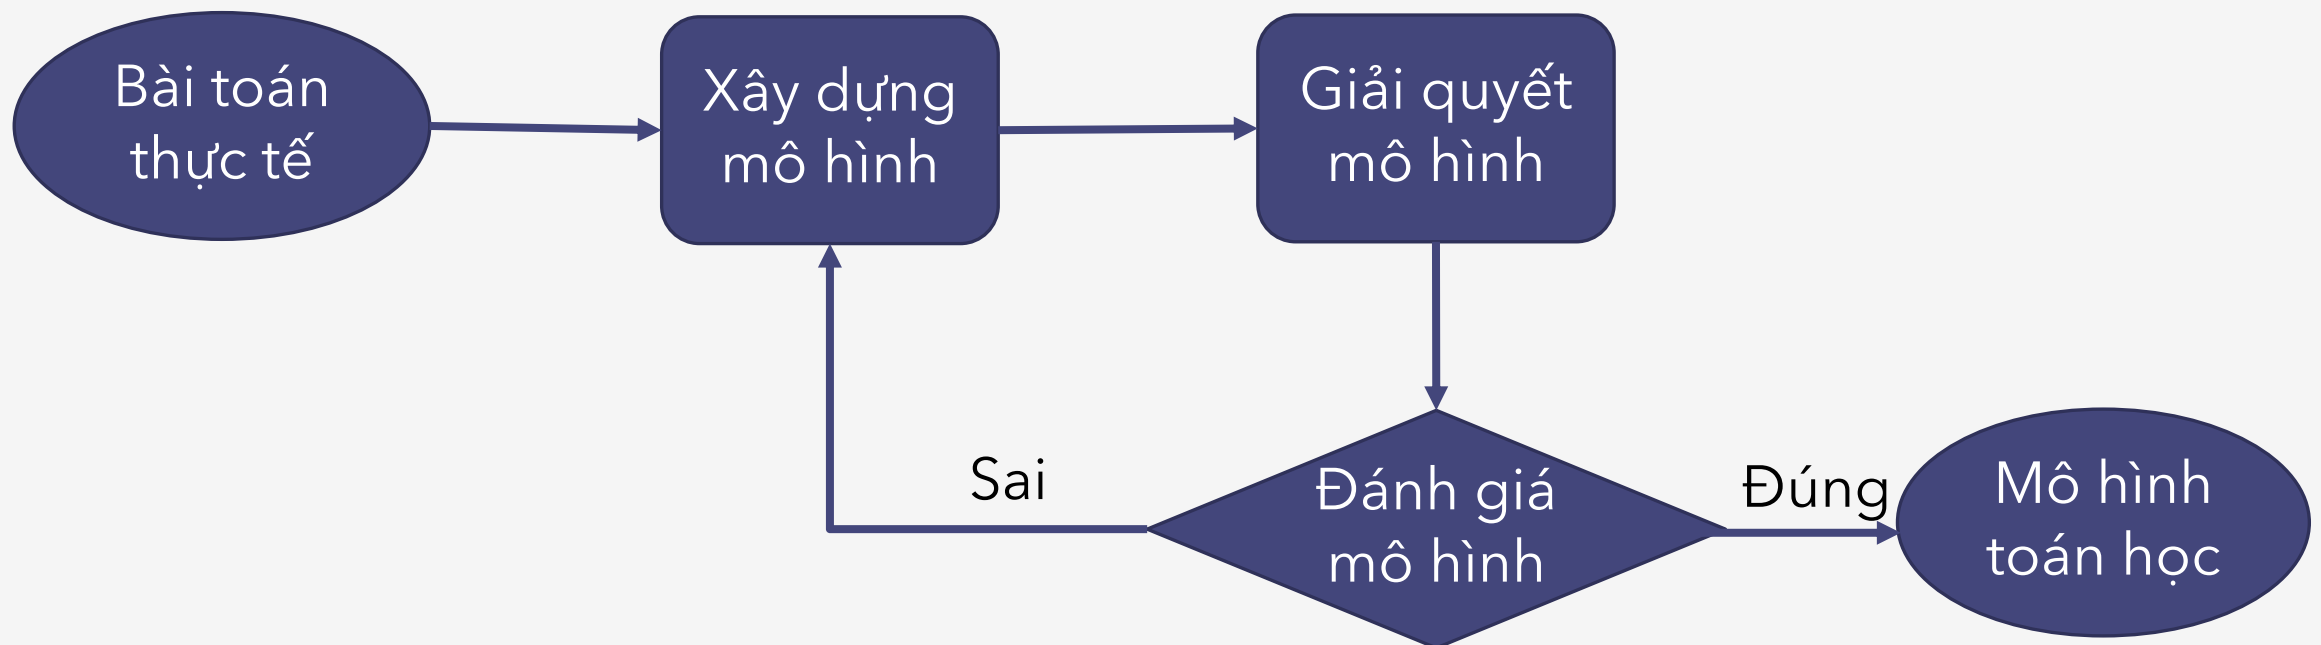 Bài toán
thực tế
Xây dựng
mô hình
Giải quyết
mô hình
Sai
Đánh giá
mô hình
Đúng
Mô hình
toán học